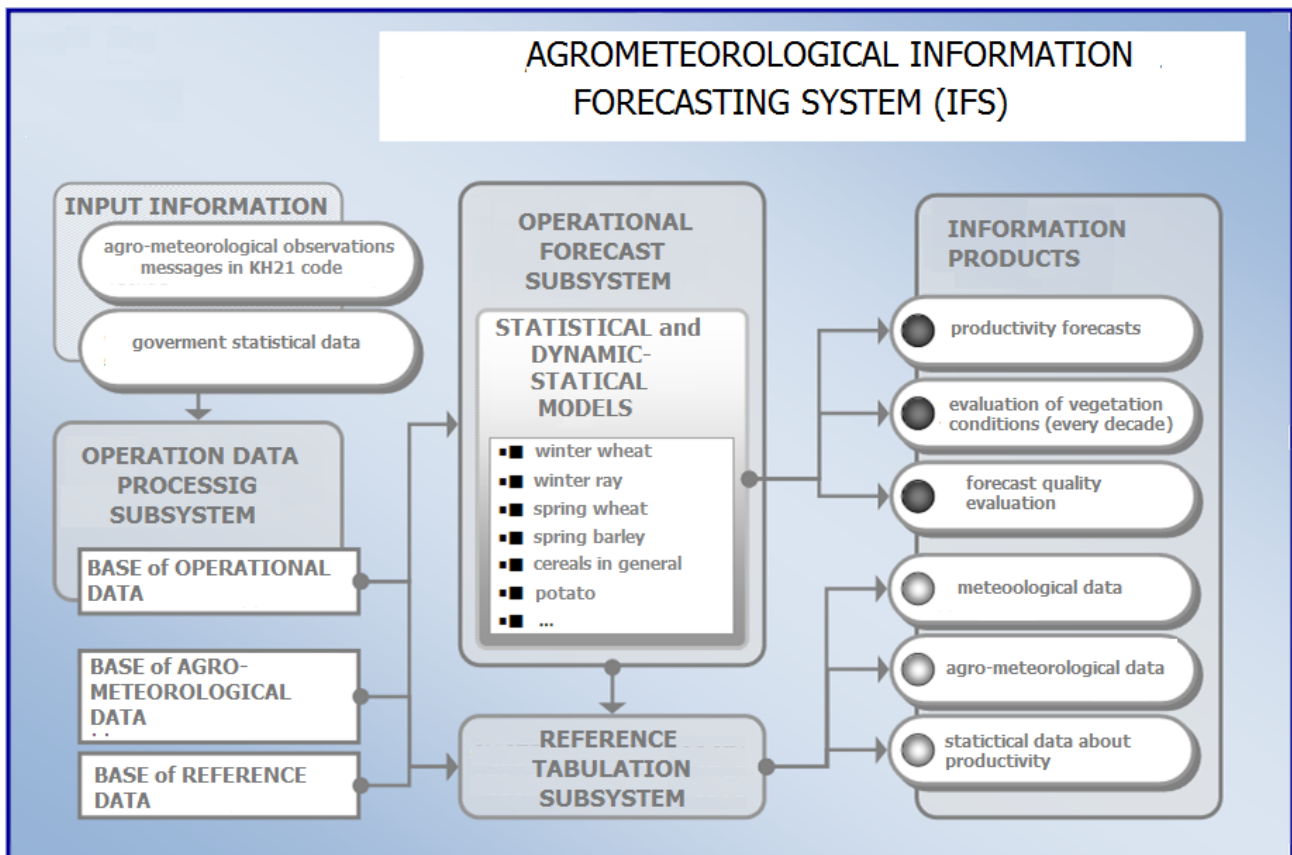 AGROMETEOROLOGICAL INFORMATION
FORECASTING SYSTEM (IFS)
INPUT INFORMATION
agro-meteorological observations
messages in KH21 code
goverment statistical data
OPERATION DATA
PROCESSIG
SUBSYSTEM
BASE of OPERATIONAL
DATA
BASE of AGRO-
METEOROLOGICAL
DATA
BASE of REFERENCE
DATA
OPERATIONAL
FORECAST
SUBSYSTEM
STATISTICAL and
DYNAMIC-
STATICAL
MODELS
winter wheat
winter ray
spring wheat
spring barley
cereals in general
potato
...
REFERENCE
TABULATION
SUBSYSTEM
INFORMATION
PRODUCTS
productivity forecasts
evaluation of vegetation
conditions (every decade)
forecast quality
evaluation
meteoological data
agro-meteorological data
statictical data about
productivity